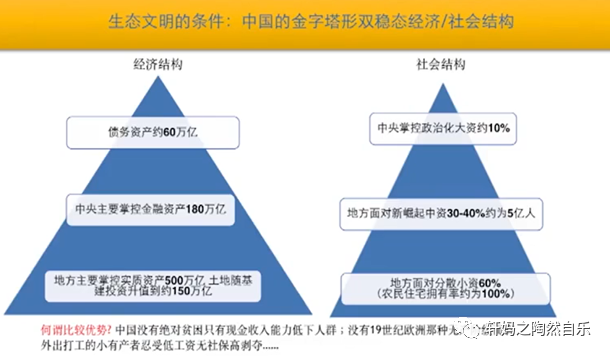 生态文明的条件：中国的金字塔形双稳态经济/社会结构
经济结构
债务资产约60万亿
中央主要掌控金融资产180万亿
地方主要掌控实质资产500万亿 土地随基
建投资升值到约150万亿
社会结构
中央掌控政治化大资约10%
地方面对新崛起中资30-40%约为5亿人
地方面对分散小资60%
（农民住宅拥有率约为100%）
何谓比较优势? 中国没有绝对贫困只有现金收入能力低下人群；没有19世纪欧洲那种无
外出打工的小有产者忍受低工资无社保高剥夺......
轩妈之陶然自乐